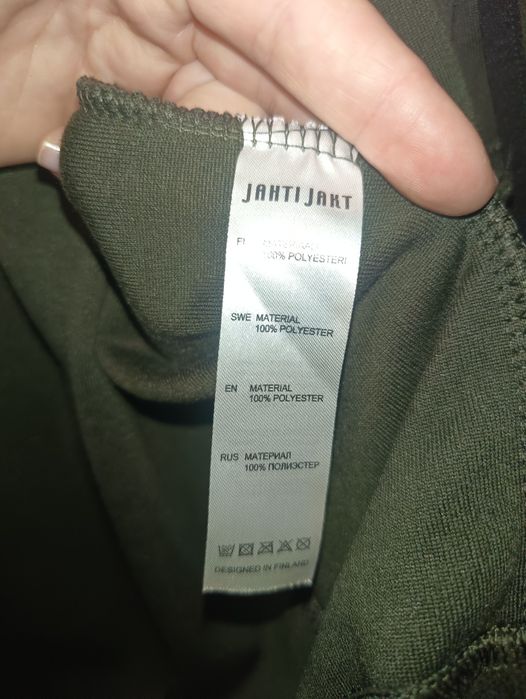 JAHTI JAKT
FI MATERIAALI
100% POLYESTERI
SWE MATERIAL
100% POLYESTER
EN MATERIAL
100% POLYESTER
RUS МАТЕРИАЛ
100% ПОЛИЭСТЕР
DESIGNED IN FINLAND